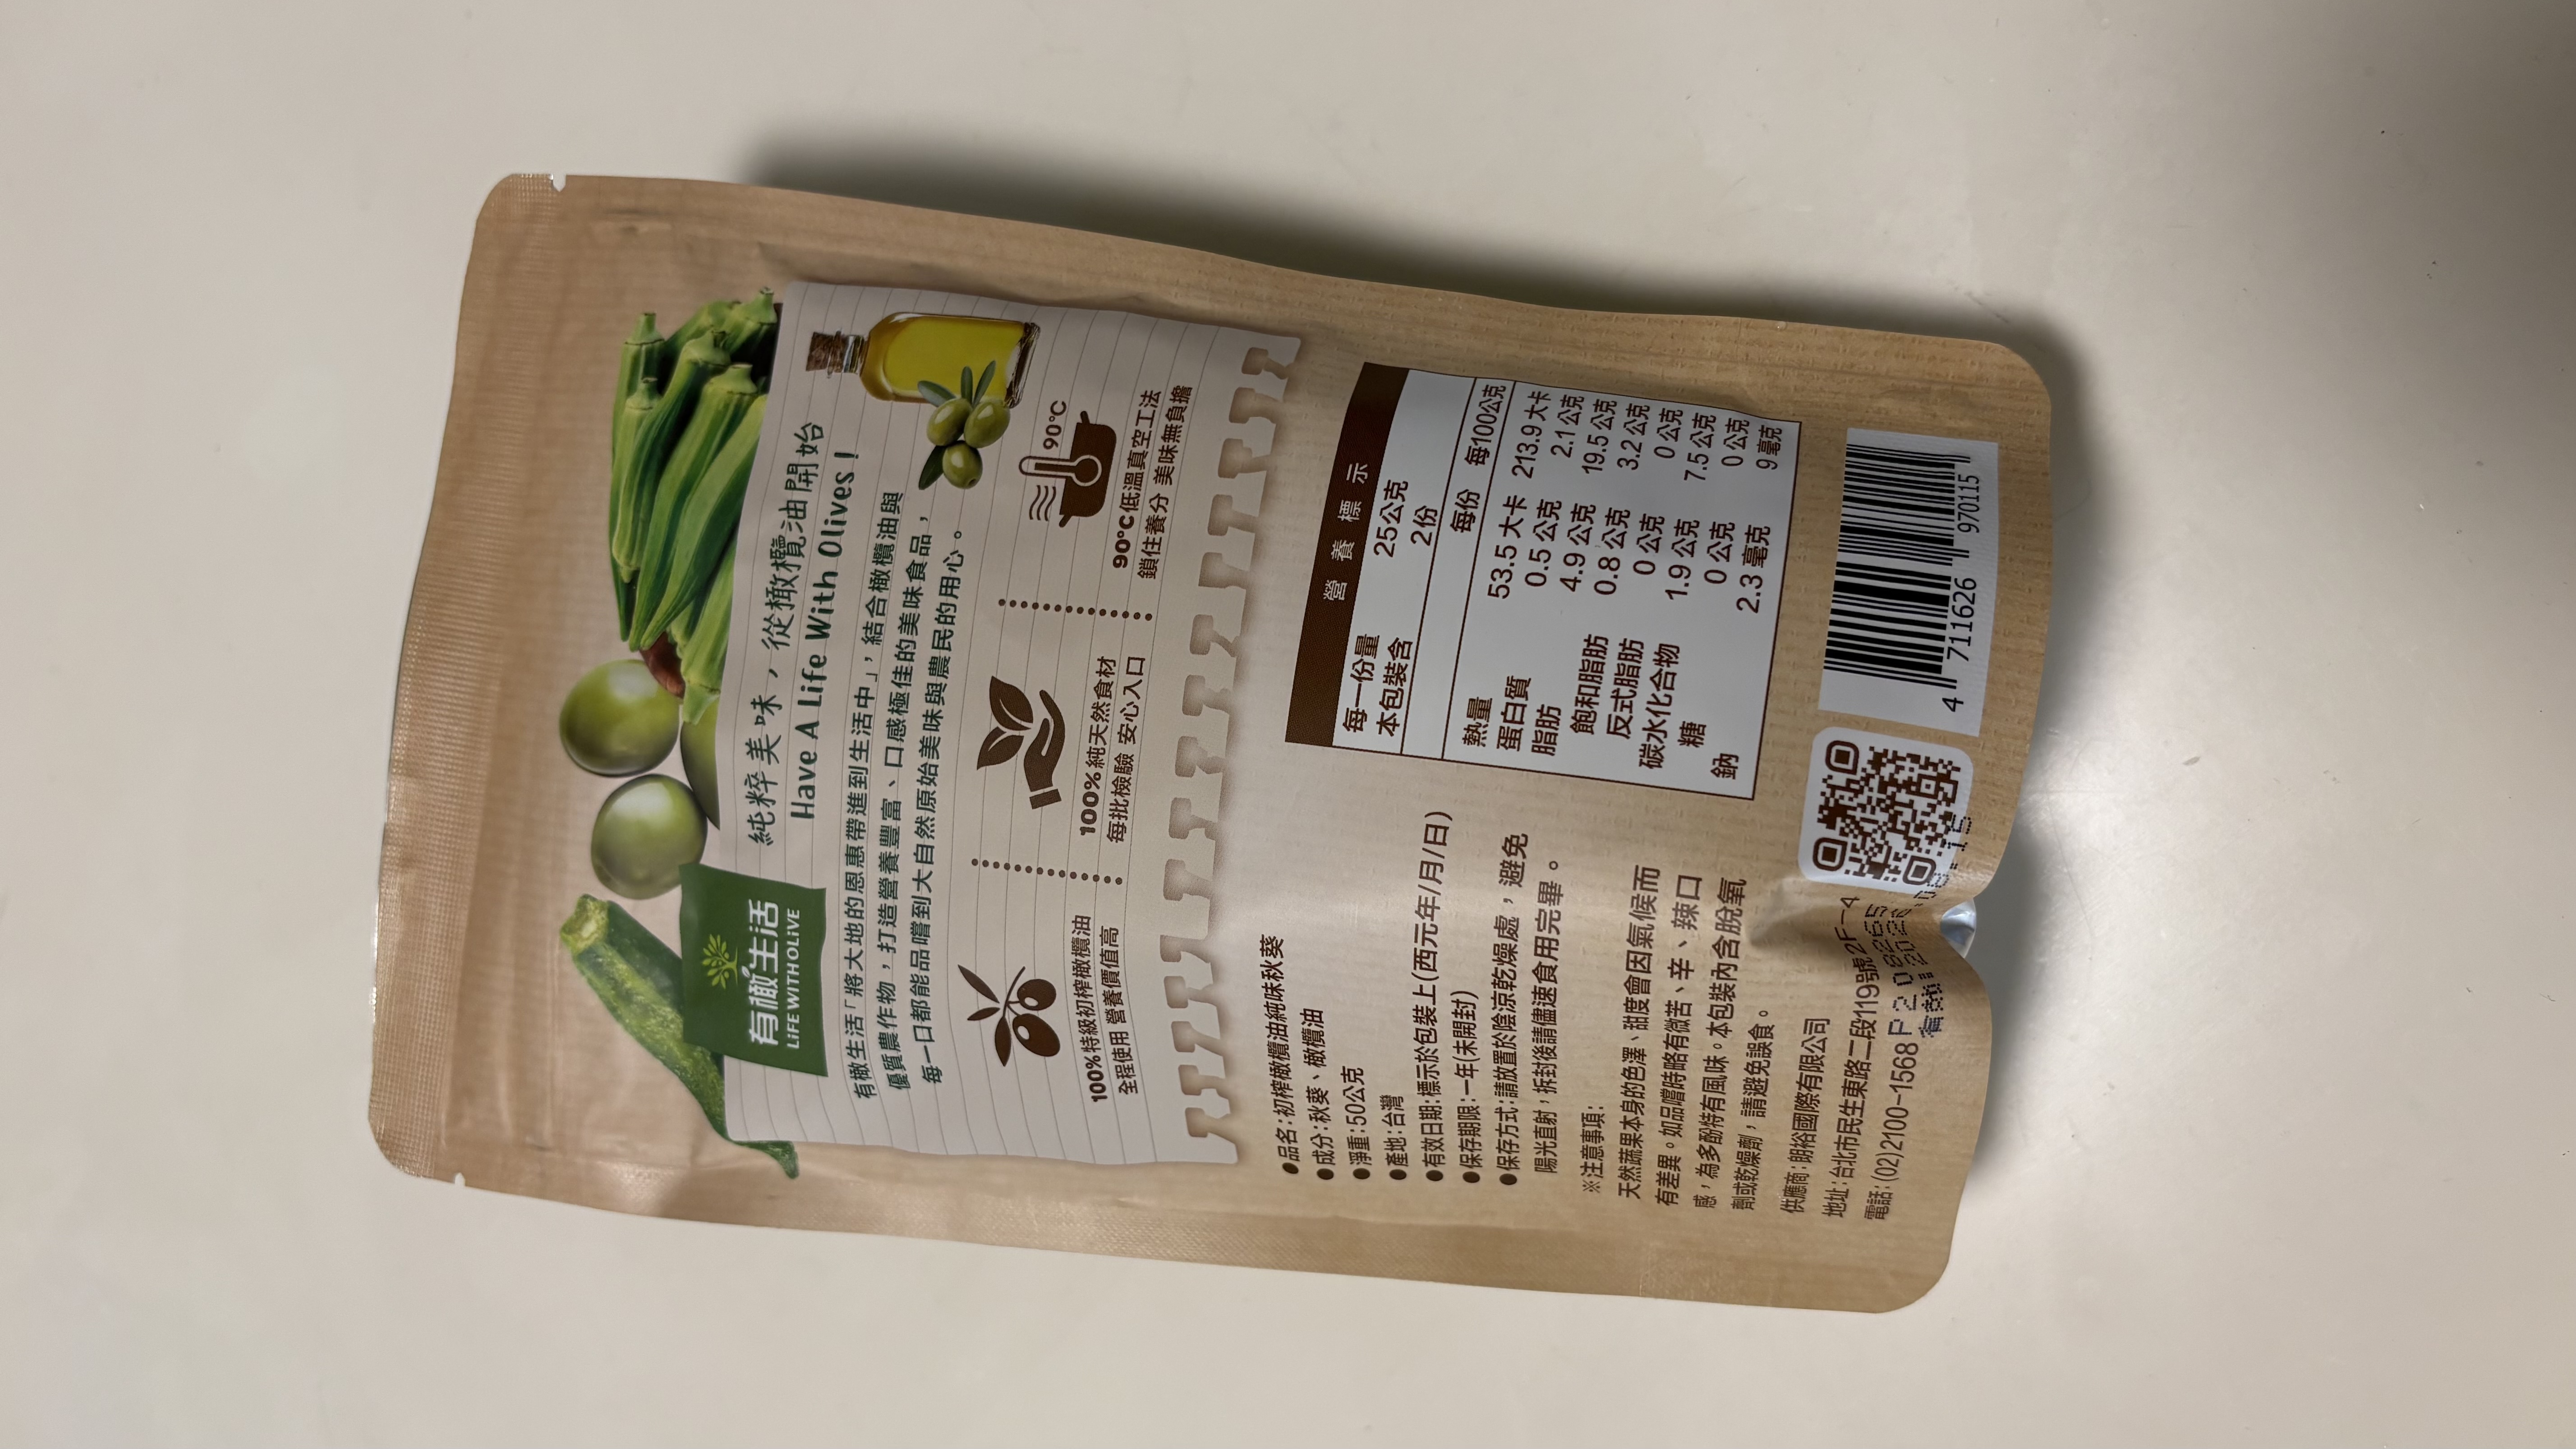 有橄生活
LiFE WITH OLiVE
純粹美味，從橄欖油開始
Have A Life With Olives！
有橄生活「將大地的恩惠帶進到生活中」，結合橄欖油與
優質農作物，打造營養豐富、口感極佳的美味食品，
每一口都能品嚐到大自然原始美味與農民的用心。
100%特級初榨橄欖油
全程使用 營養價值高
100%純天然食材
每批檢驗 安心入口
90℃
90℃低溫真空工法
鎖住養分 美味無負擔
●品名:初榨橄欖油純味秋葵
●成分:秋葵、橄欖油
●淨重:50公克
●產地:台灣
●有效日期:標示於包裝上(西元年/月/日)
●保存期限:一年(未開封)
●保存方式:請放置於陰涼乾燥處，避免
陽光直射，拆封後請儘速食用完畢。
※注意事項：
天然蔬果本身的色澤、甜度會因氣候而
有差異。如品嚐時略有微苦、辛、辣口
感，為多酚特有風味。本包裝內含脫氧
劑或乾燥劑，請避免誤食。
供應商:朗裕國際有限公司
地址:台北市民生東路二段119號2F-4
電話:(02)2100-1568
營養標示
每一份量 25公克
本包裝含 2份
每份 每100公克
熱量 53.5 大卡 213.9 大卡
蛋白質 0.5 公克 2.1 公克
脂肪 4.9 公克 19.5 公克
飽和脂肪 0.8 公克 3.2 公克
反式脂肪 0 公克 0 公克
碳水化合物 1.9 公克 7.5 公克
糖 0 公克 0 公克
鈉 2.3 毫克 9 毫克
4 711626 970115